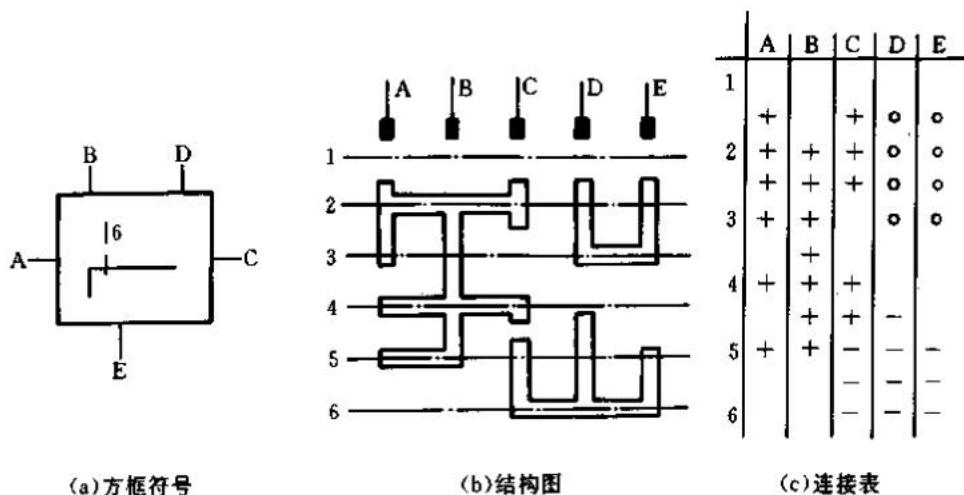 B D
6
A C
E
(a)方框符号
A B C D E
1
2
3
4
5
6
(b)结构图
A B C D E
1
+ + ○ ○
2 + + + ○ ○
+ + + ○ ○
3 + + ○ ○
+
4 + + +
+ + −
5 + + − − −
− − −
6 − − −
(c)连接表